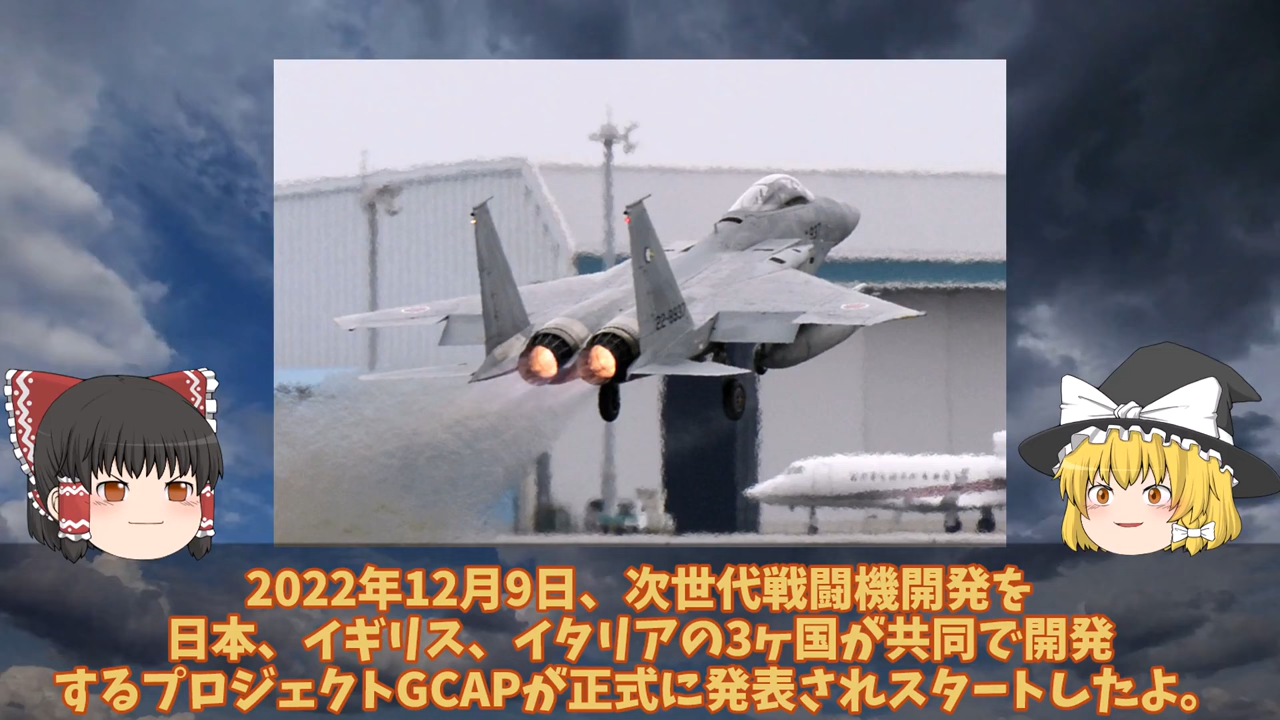 22-8937
937
2022年12月9日、次世代戦闘機開発を
日本、イギリス、イタリアの3ヶ国が共同で開発
するプロジェクトGCAPが正式に発表されスタートしたよ。